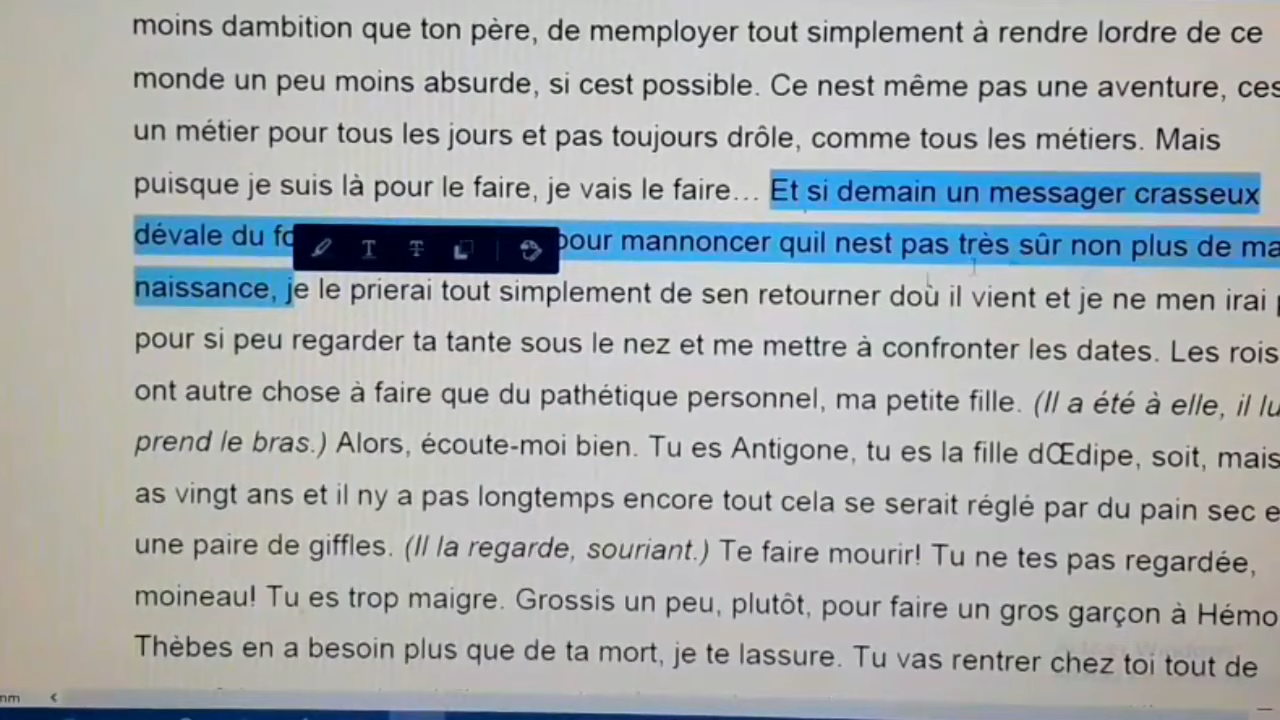 moins dambition que ton père, de memployer tout simplement à rendre lordre de ce
monde un peu moins absurde, si cest possible. Ce nest même pas une aventure, ces
un métier pour tous les jours et pas toujours drôle, comme tous les métiers. Mais
puisque je suis là pour le faire, je vais le faire… Et si demain un messager crasseux
dévale du pour mannoncer quil nest pas très sûr non plus de ma
naissance, je le prierai tout simplement de sen retourner doù il vient et je ne men irai
pour si peu regarder ta tante sous le nez et me mettre à confronter les dates. Les rois
ont autre chose à faire que du pathétique personnel, ma petite fille. (Il a été à elle, il lu
prend le bras.) Alors, écoute-moi bien. Tu es Antigone, tu es la fille dŒdipe, soit, mais
as vingt ans et il ny a pas longtemps encore tout cela se serait réglé par du pain sec e
une paire de giffles. (Il la regarde, souriant.) Te faire mourir! Tu ne tes pas regardée,
moineau! Tu es trop maigre. Grossis un peu, plutôt, pour faire un gros garçon à Hémo
Thèbes en a besoin plus que de ta mort, je te lassure. Tu vas rentrer chez toi tout de